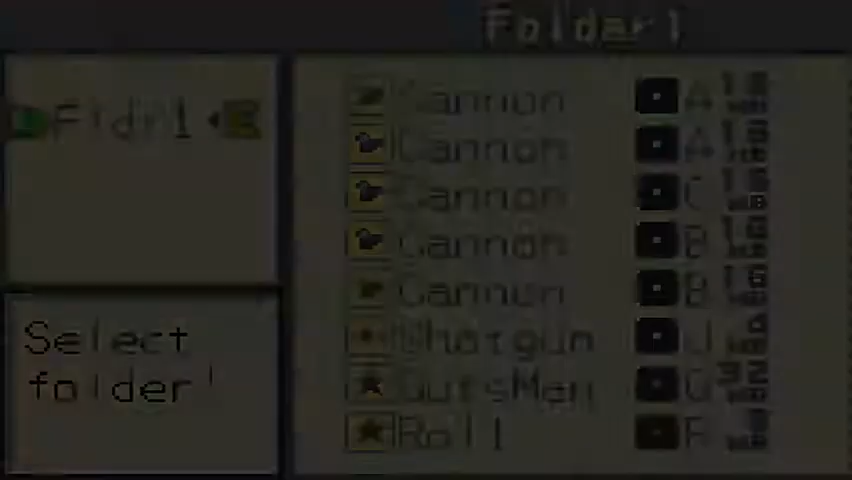 Folder1
Fldr1
Select
folder!
Cannon A
Cannon A
Cannon C
Cannon B
Cannon B
Shotgun J
GutsMan G
Roll R